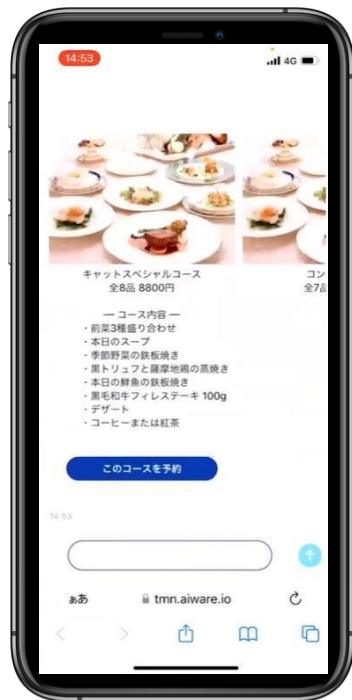 14:53
4G
キャットスペシャルコース
全8品 8800円
コン
全7品
— コース内容 —
・前菜3種盛り合わせ
・本日のスープ
・季節野菜の鉄板焼き
・黒トリュフと薩摩地鶏の蒸焼き
・本日の鮮魚の鉄板焼き
・黒毛和牛フィレステーキ 100g
・デザート
・コーヒーまたは紅茶
このコースを予約
14:53
ぁあ
tmn.aiware.io